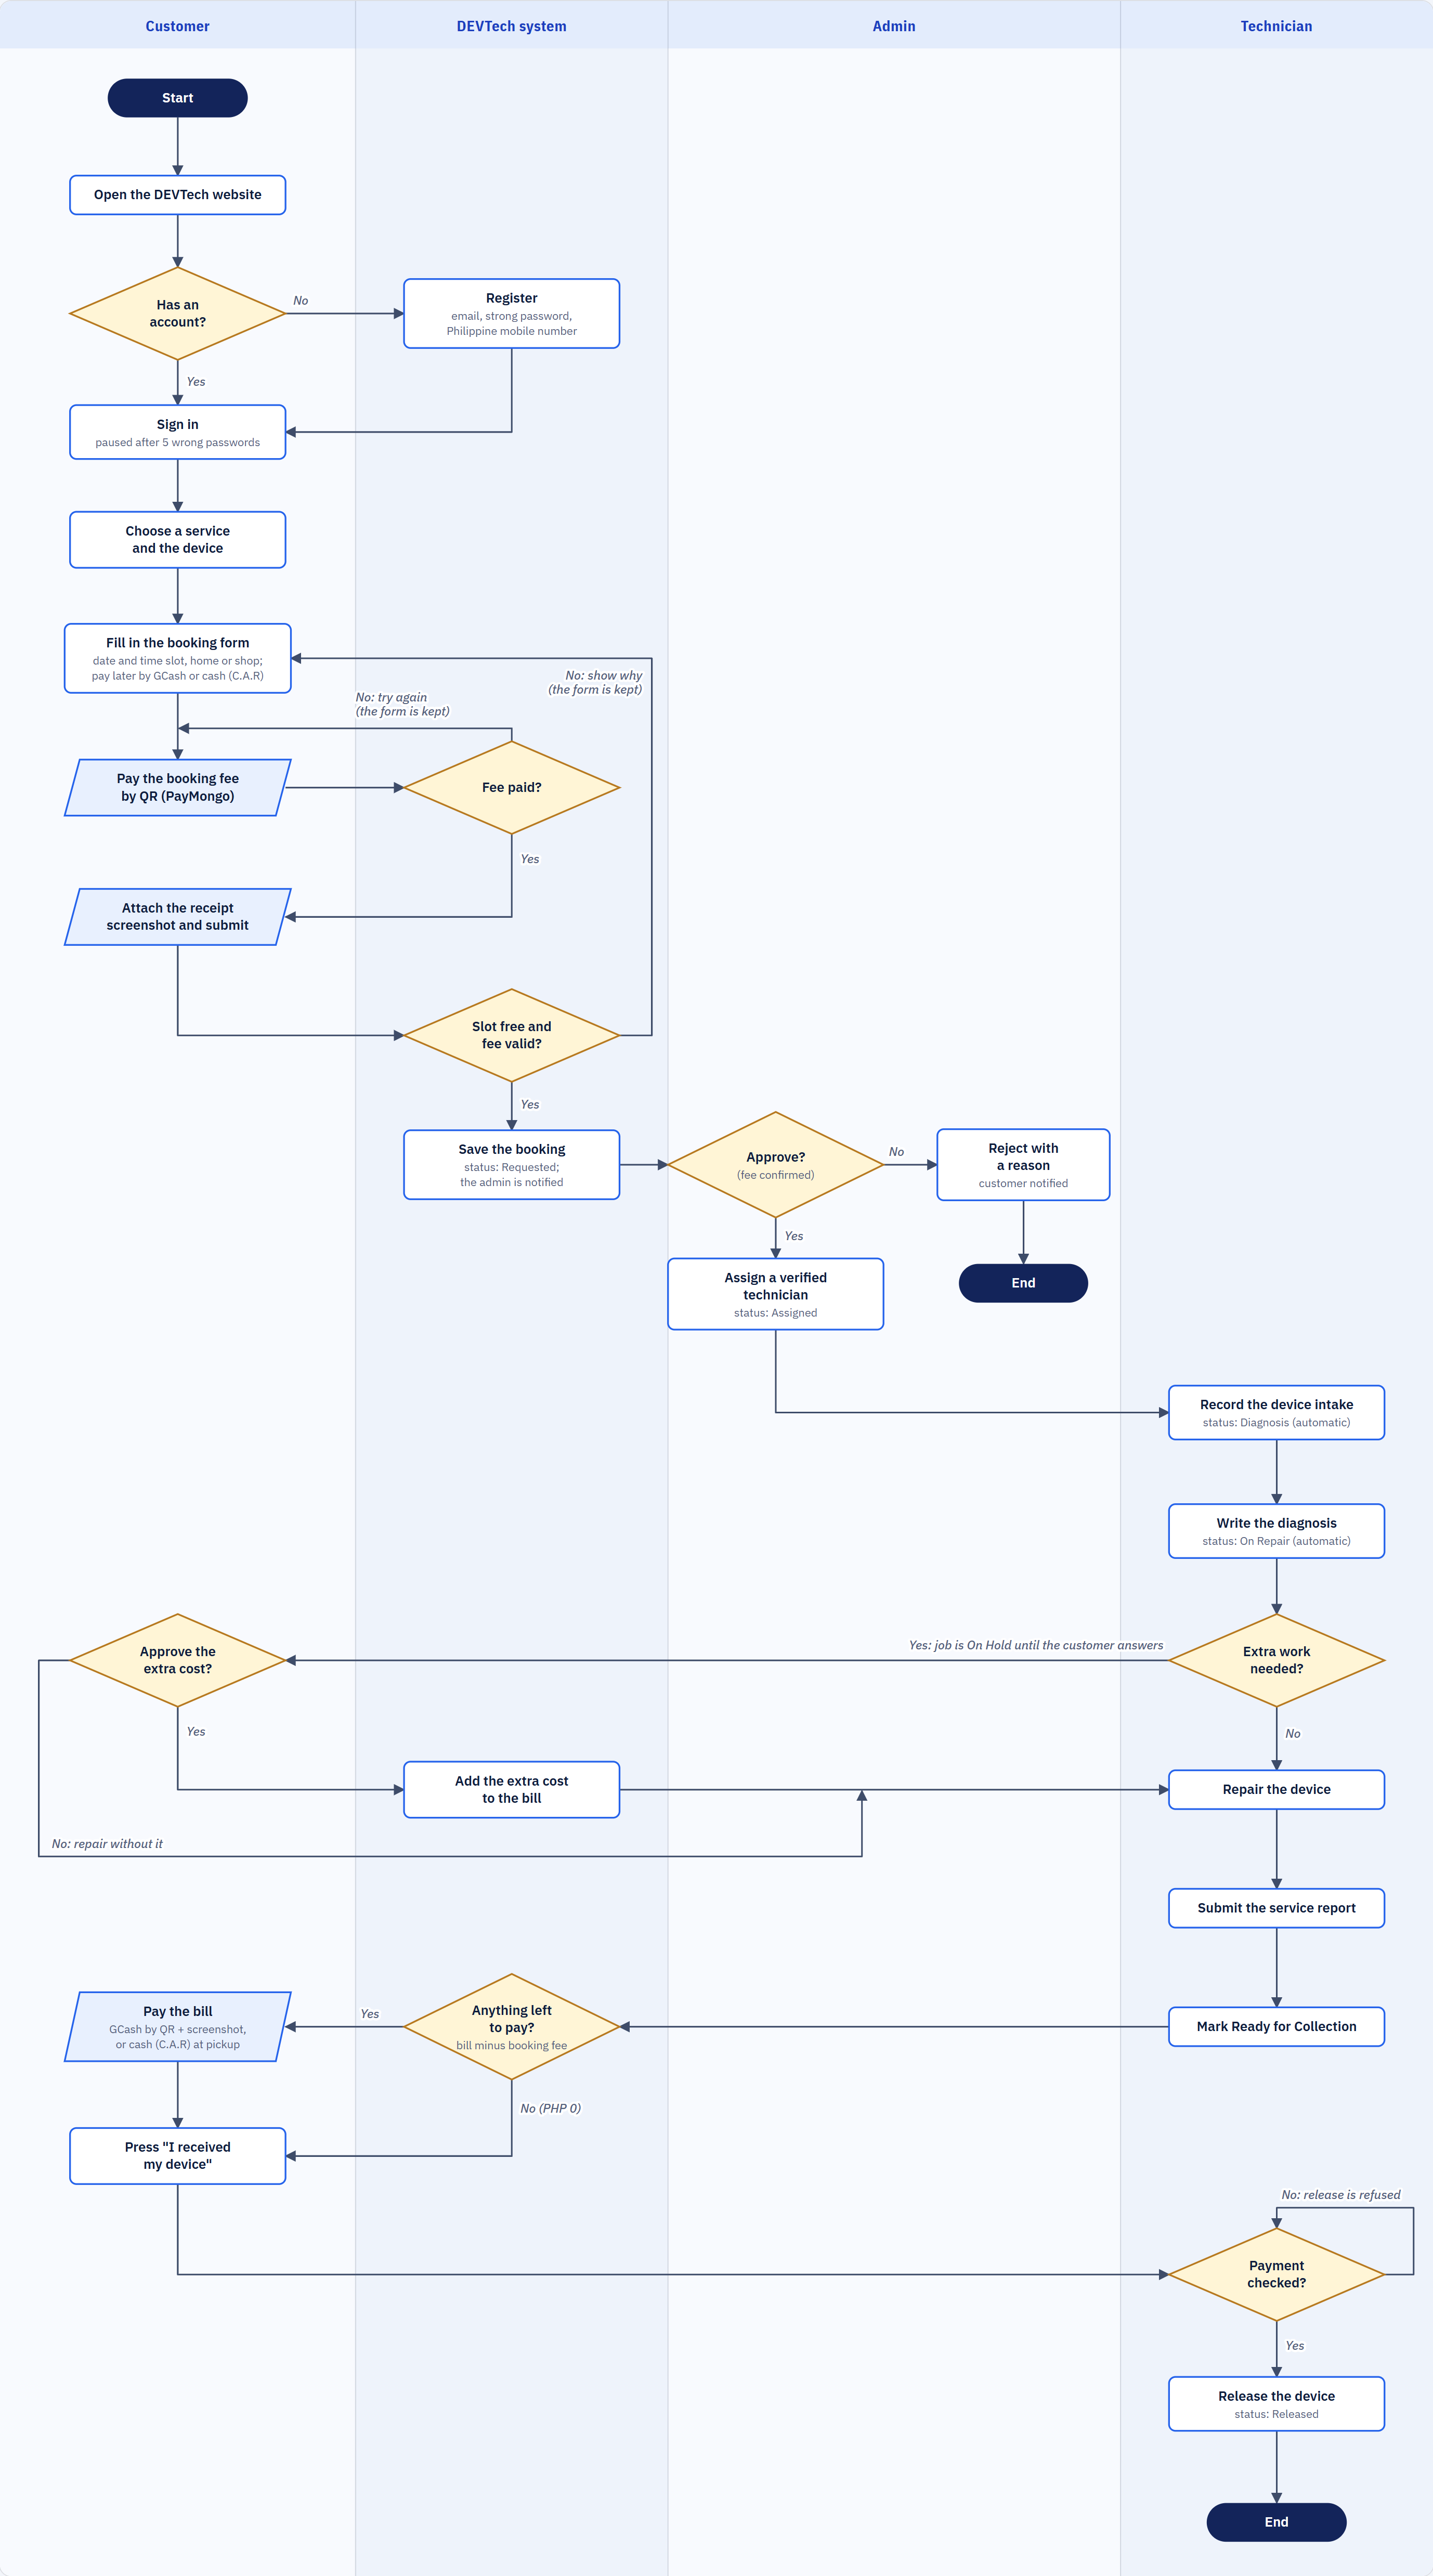 Customer
DEVTech system
Admin
Technician
Start
Open the DEVTech website
Has an
account?
No
Register
email, strong password,
Philippine mobile number
Yes
Sign in
paused after 5 wrong passwords
Choose a service
and the device
Fill in the booking form
date and time slot, home or shop;
pay later by GCash or cash (C.A.R)
No: show why
(the form is kept)
No: try again
(the form is kept)
Pay the booking fee
by QR (PayMongo)
Fee paid?
Yes
Attach the receipt
screenshot and submit
Slot free and
fee valid?
Yes
Save the booking
status: Requested;
the admin is notified
Approve?
(fee confirmed)
No
Reject with
a reason
customer notified
Yes
Assign a verified
technician
status: Assigned
End
Record the device intake
status: Diagnosis (automatic)
Write the diagnosis
status: On Repair (automatic)
Approve the
extra cost?
Yes: job is On Hold until the customer answers
Extra work
needed?
Yes
No
Add the extra cost
to the bill
Repair the device
No: repair without it
Submit the service report
Pay the bill
GCash by QR + screenshot,
or cash (C.A.R) at pickup
Yes
Anything left
to pay?
bill minus booking fee
Mark Ready for Collection
No (PHP 0)
Press "I received
my device"
No: release is refused
Payment
checked?
Yes
Release the device
status: Released
End